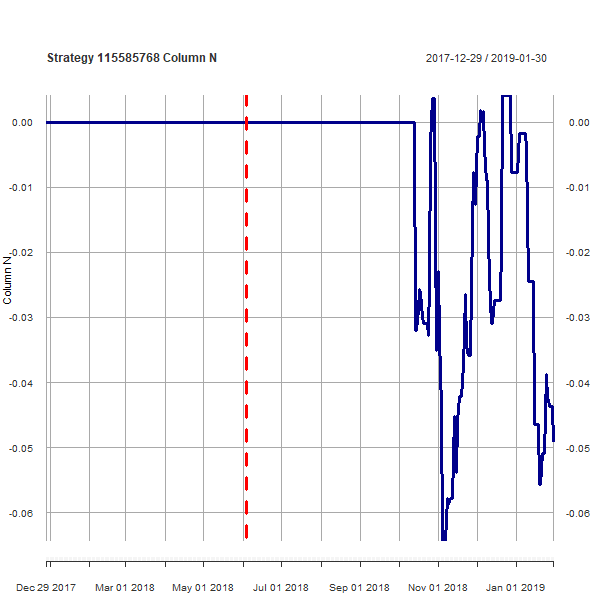 Strategy 115585768 Column N
2017-12-29 / 2019-01-30
0.00
0.00
-0.01
-0.01
-0.02
-0.02
-0.03
-0.03
-0.04
-0.04
-0.05
-0.05
-0.06
-0.06
Column N
Dec 29 2017
Mar 01 2018
May 01 2018
Jul 01 2018
Sep 01 2018
Nov 01 2018
Jan 01 2019